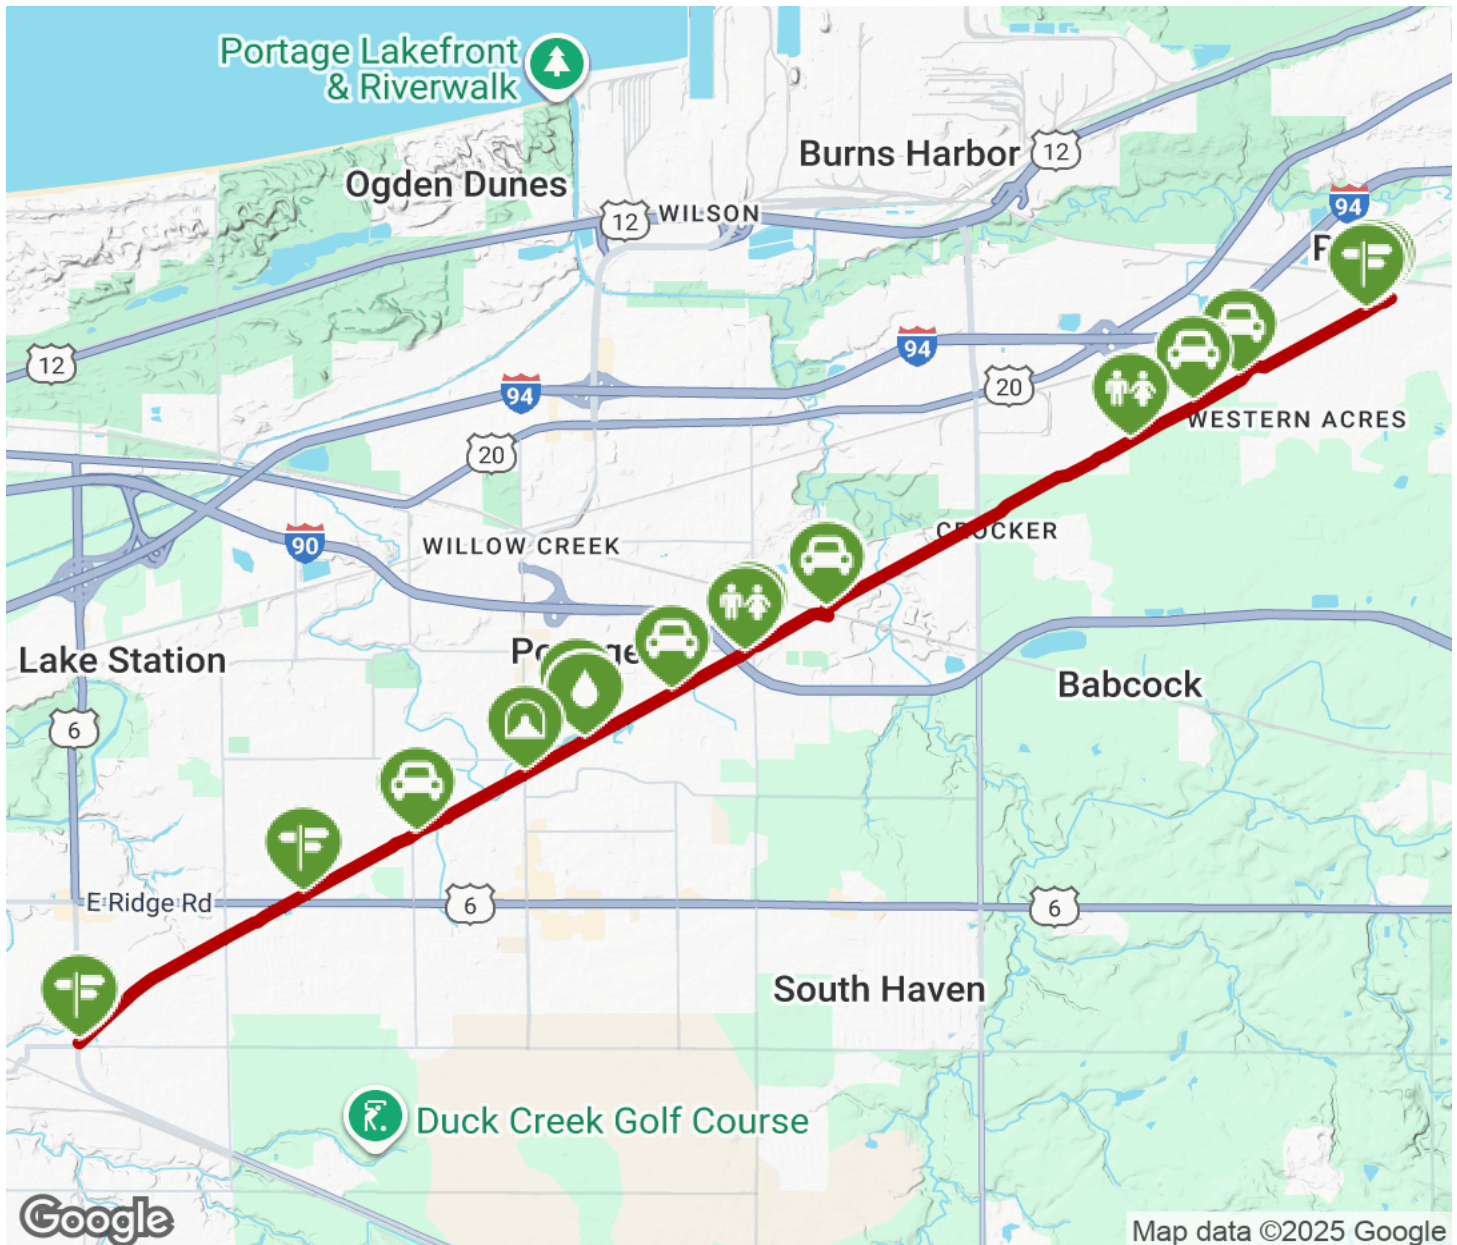 Portage Lakefront
& Riverwalk
Burns Harbor
12
Ogden Dunes
12
WILSON
94
12
94
20
94
20
WESTERN ACRES
90
WILLOW CREEK
CROCKER
Lake Station
Babcock
6
E Ridge Rd
6
6
South Haven
Duck Creek Golf Course
Google
Map data ©2025 Google